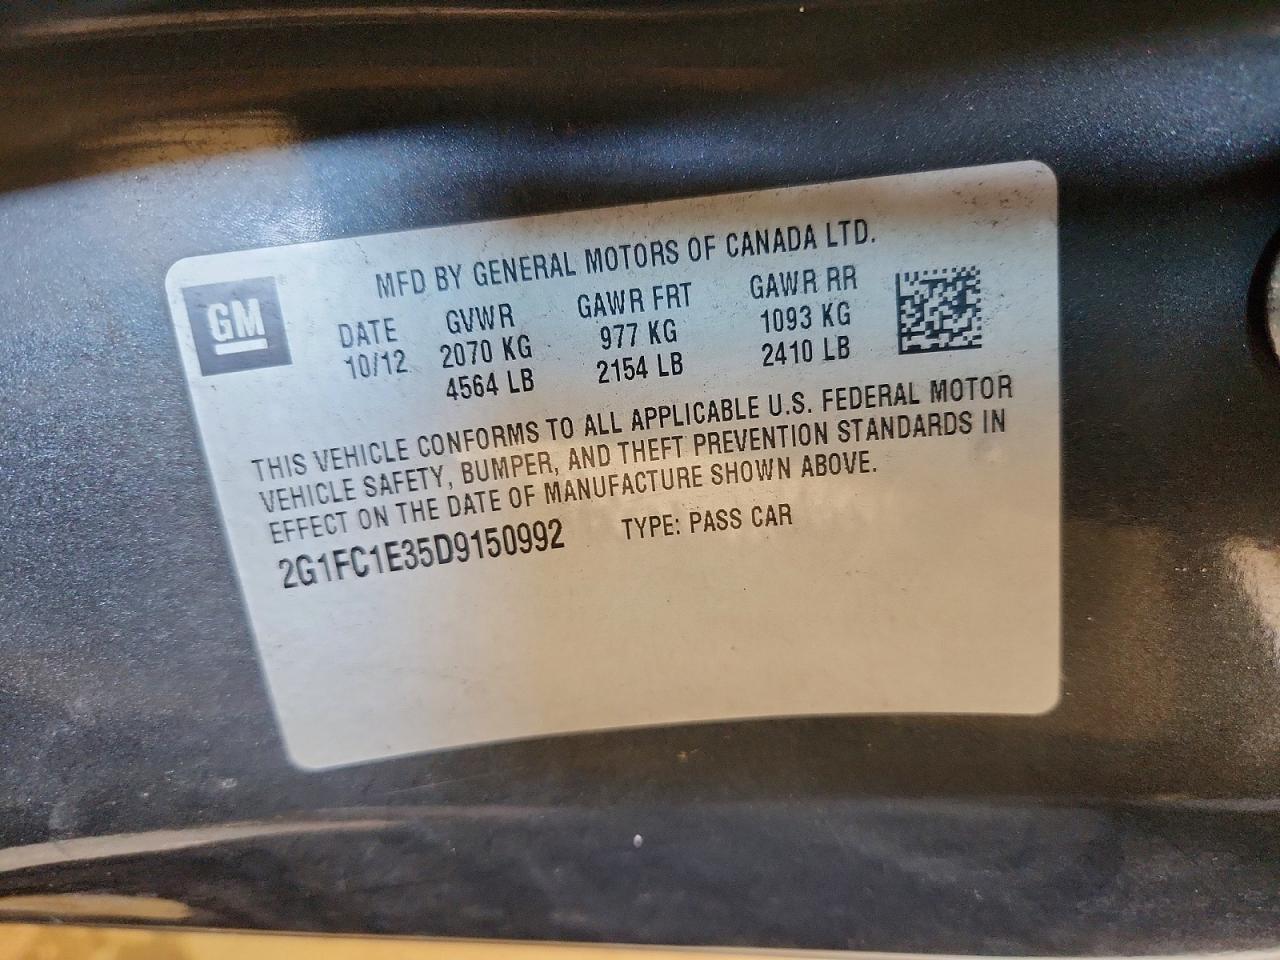 MFD BY GENERAL MOTORS OF CANADA LTD.
GM
DATE GVWR GAWR FRT GAWR RR
10/12 2070 KG 977 KG 1093 KG
4564 LB 2154 LB 2410 LB
THIS VEHICLE CONFORMS TO ALL APPLICABLE U.S. FEDERAL MOTOR
VEHICLE SAFETY, BUMPER, AND THEFT PREVENTION STANDARDS IN
EFFECT ON THE DATE OF MANUFACTURE SHOWN ABOVE.
2G1FC1E35D9150992 TYPE: PASS CAR